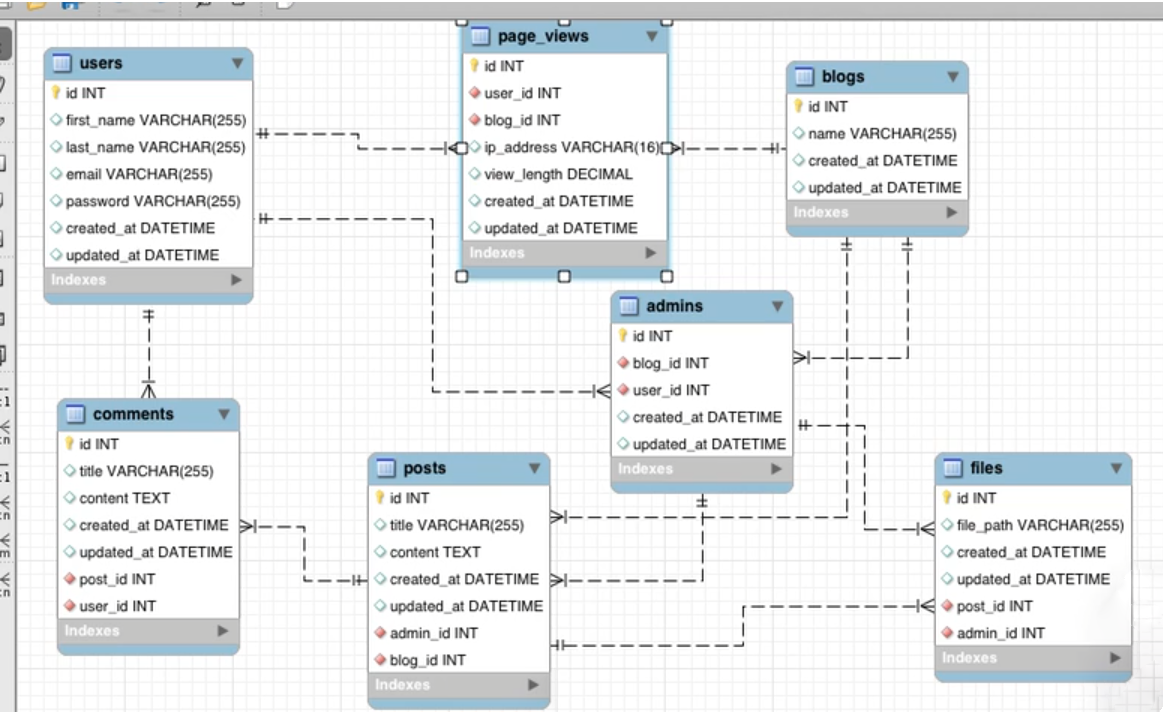 users
id INT
first_name VARCHAR(255)
last_name VARCHAR(255)
email VARCHAR(255)
password VARCHAR(255)
created_at DATETIME
updated_at DATETIME
Indexes
page_views
id INT
user_id INT
blog_id INT
ip_address VARCHAR(16)
view_length DECIMAL
created_at DATETIME
updated_at DATETIME
Indexes
blogs
id INT
name VARCHAR(255)
created_at DATETIME
updated_at DATETIME
Indexes
admins
id INT
blog_id INT
user_id INT
created_at DATETIME
updated_at DATETIME
Indexes
comments
id INT
title VARCHAR(255)
content TEXT
created_at DATETIME
updated_at DATETIME
post_id INT
user_id INT
Indexes
posts
id INT
title VARCHAR(255)
content TEXT
created_at DATETIME
updated_at DATETIME
admin_id INT
blog_id INT
Indexes
files
id INT
file_path VARCHAR(255)
created_at DATETIME
updated_at DATETIME
post_id INT
admin_id INT
Indexes